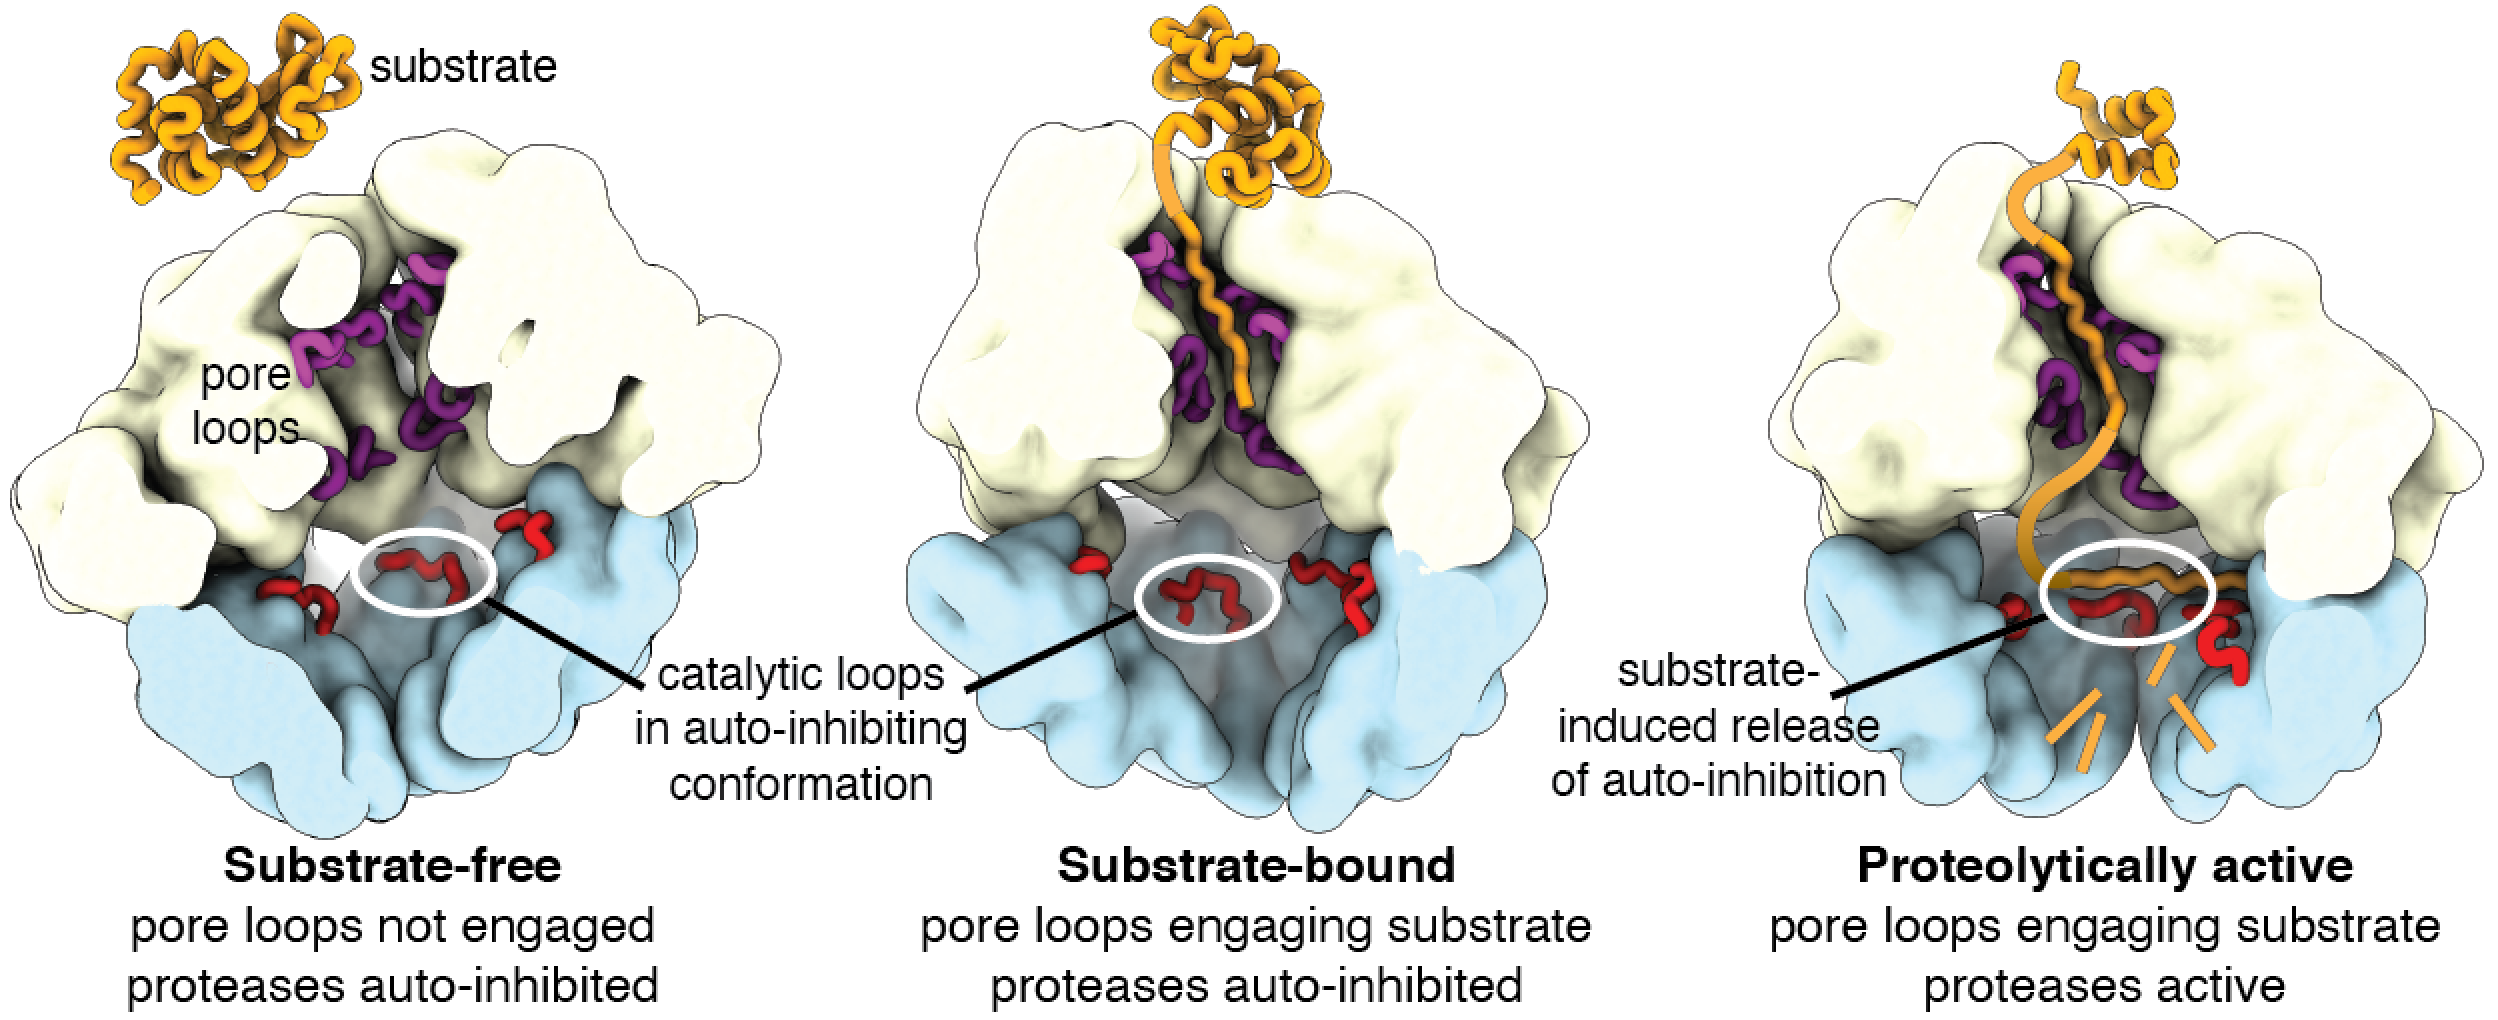 substrate
pore
loops
catalytic loops
in auto-inhibiting
conformation
substrate-
induced release
of auto-inhibition
Substrate-free
pore loops not engaged
proteases auto-inhibited
Substrate-bound
pore loops engaging substrate
proteases auto-inhibited
Proteolytically active
pore loops engaging substrate
proteases active